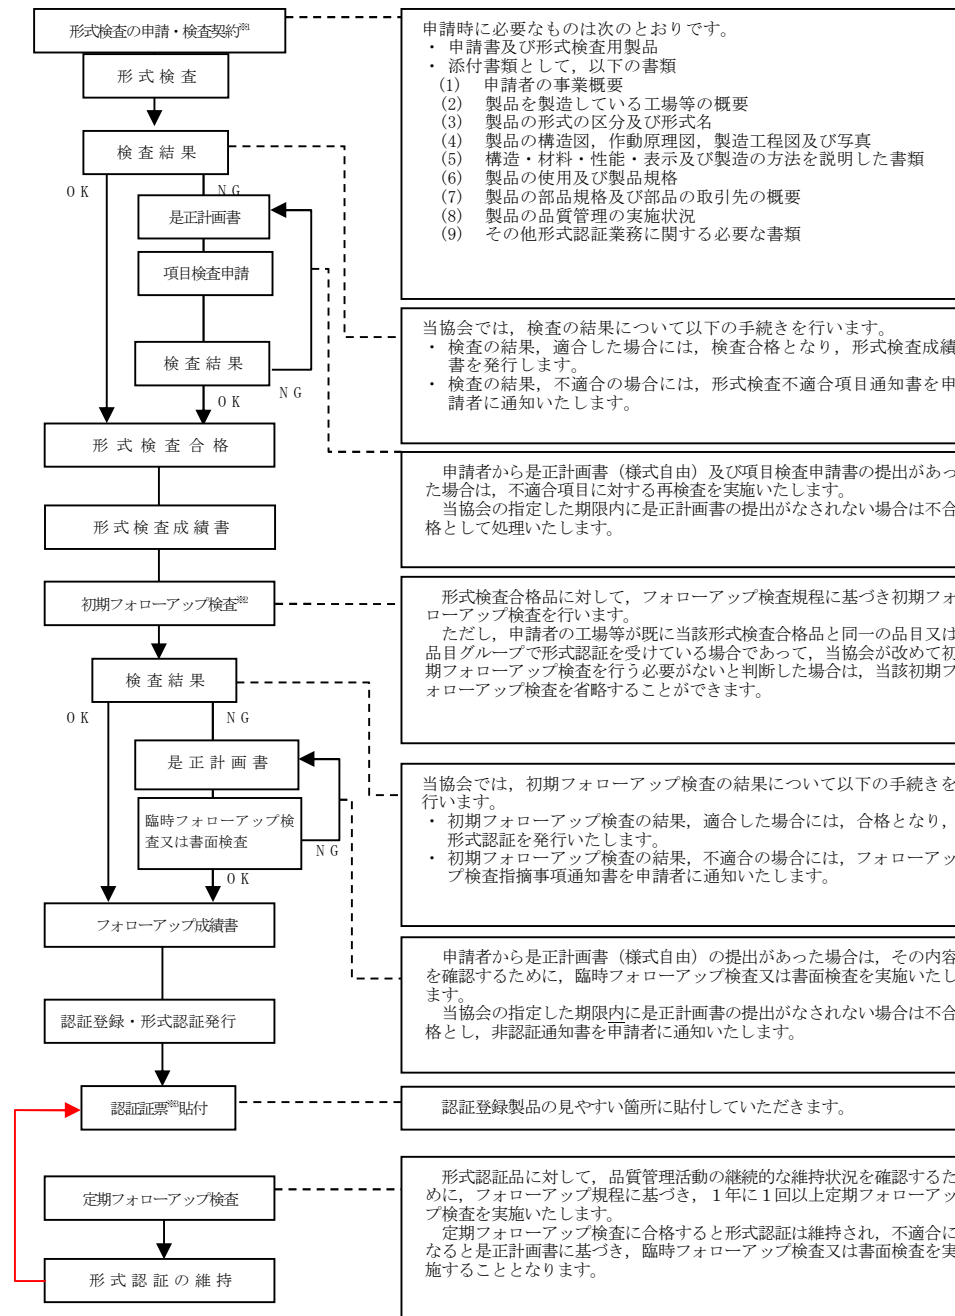 形式検査の申請・検査契約※1
形 式 検 査
検 査 結 果
OK
NG
是正計画書
項目検査申請
検 査 結 果
NG
OK
形 式 検 査 合 格
形 式 検 査 成 績 書
初期フォローアップ検査※2
検 査 結 果
OK
NG
是 正 計 画 書
臨時フォローアップ検
査又は書面検査
NG
OK
フォローアップ成績書
認証登録・形式認証発行
認証証票※3貼付
定期フォローアップ検査
形 式 認 証 の 維 持
申請時に必要なものは次のとおりです。
・ 申請書及び形式検査用製品
・ 添付書類として，以下の書類
(1) 申請者の事業概要
(2) 製品を製造している工場等の概要
(3) 製品の形式の区分及び形式名
(4) 製品の構造図，作動原理図，製造工程図及び写真
(5) 構造・材料・性能・表示及び製造の方法を説明した書類
(6) 製品の使用及び製品規格
(7) 製品の部品規格及び部品の取引先の概要
(8) 製品の品質管理の実施状況
(9) その他形式認証業務に関する必要な書類
当協会では，検査の結果について以下の手続きを行います。
・ 検査の結果，適合した場合には，検査合格となり，形式検査成績
書を発行します。
・ 検査の結果，不適合の場合には，形式検査不適合項目通知書を申
請者に通知いたします。
申請者から是正計画書（様式自由）及び項目検査申請書の提出があっ
た場合は，不適合項目に対する再検査を実施いたします。
当協会の指定した期限内に是正計画書の提出がなされない場合は不合
格として処理いたします。
形式検査合格品に対して，フォローアップ検査規程に基づき初期フォ
ローアップ検査を行います。
ただし，申請者の工場等が既に当該形式検査合格品と同一の品目又は
品目グループで形式認証を受けている場合であって，当協会が改めて初
期フォローアップ検査を行う必要がないと判断した場合は，当該初期フ
ォローアップ検査を省略することができます。
当協会では，初期フォローアップ検査の結果について以下の手続きを
行います。
・ 初期フォローアップ検査の結果，適合した場合には，合格となり，
形式認証を発行いたします。
・ 初期フォローアップ検査の結果，不適合の場合には，フォローアッ
プ検査指摘事項通知書を申請者に通知いたします。
申請者から是正計画書（様式自由）の提出があった場合は，その内容
を確認するために，臨時フォローアップ検査又は書面検査を実施いたし
ます。
当協会の指定した期限内に是正計画書の提出がなされない場合は不合
格とし，非認証通知書を申請者に通知いたします。
認証登録製品の見やすい箇所に貼付していただきます。
形式認証品に対して，品質管理活動の継続的な維持状況を確認するた
めに，フォローアップ規程に基づき，１年に１回以上定期フォローアッ
プ検査を実施いたします。
定期フォローアップ検査に合格すると形式認証は維持され，不適合に
なると是正計画書に基づき，臨時フォローアップ検査又は書面検査を実
施することとなります。